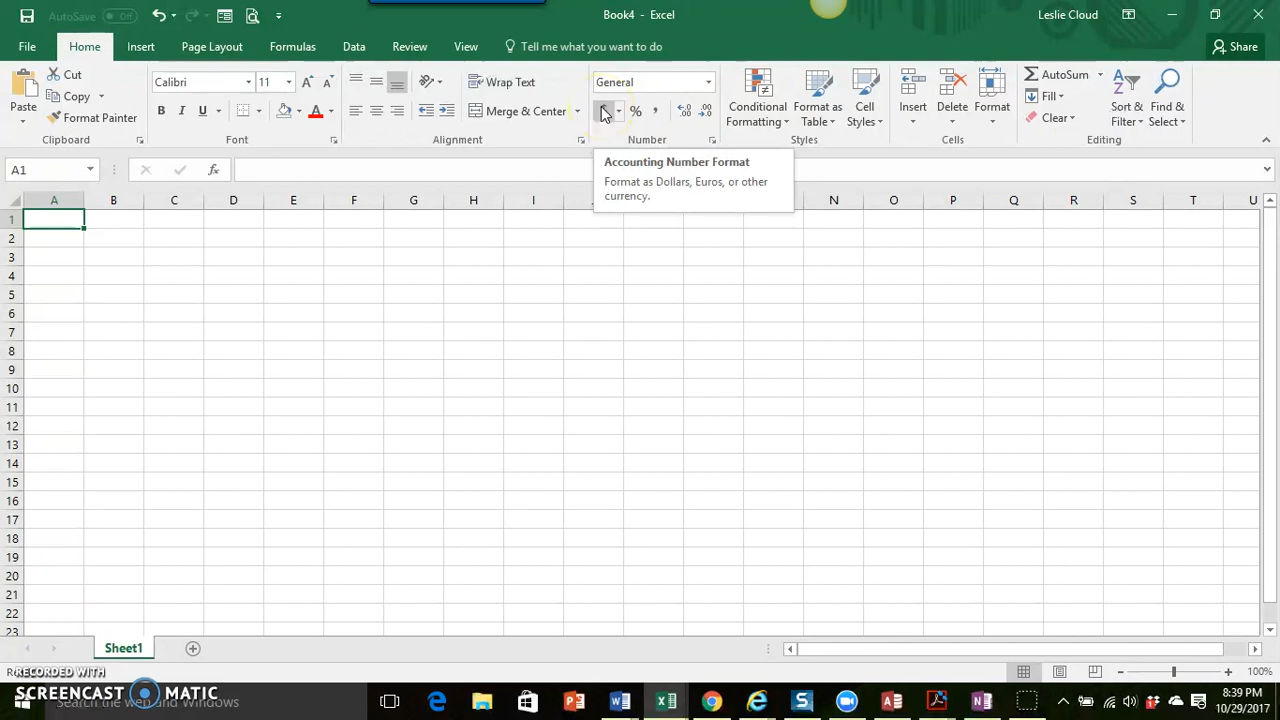 AutoSave Off Book4 - Excel Leslie Cloud
File Home Insert Page Layout Formulas Data Review View Tell me what you want to do Share
Paste Cut Copy Format Painter Clipboard
Calibri 11 B I U A Font
Wrap Text Merge & Center Alignment
General % , Number
Conditional Formatting Format as Table Cell Styles Styles
Insert Delete Format Cells
AutoSum Fill Clear Sort & Filter Find & Select Editing
A1 fx
Accounting Number Format
Format as Dollars, Euros, or other
currency.
A B C D E F G H I N O P Q R S T U
1
2
3
4
5
6
7
8
9
10
11
12
13
14
15
16
17
18
19
20
21
22
23
Sheet1
100%
RECORDED WITH
SCREENCAST MATIC
Search the web and Windows
8:39 PM
10/29/2017